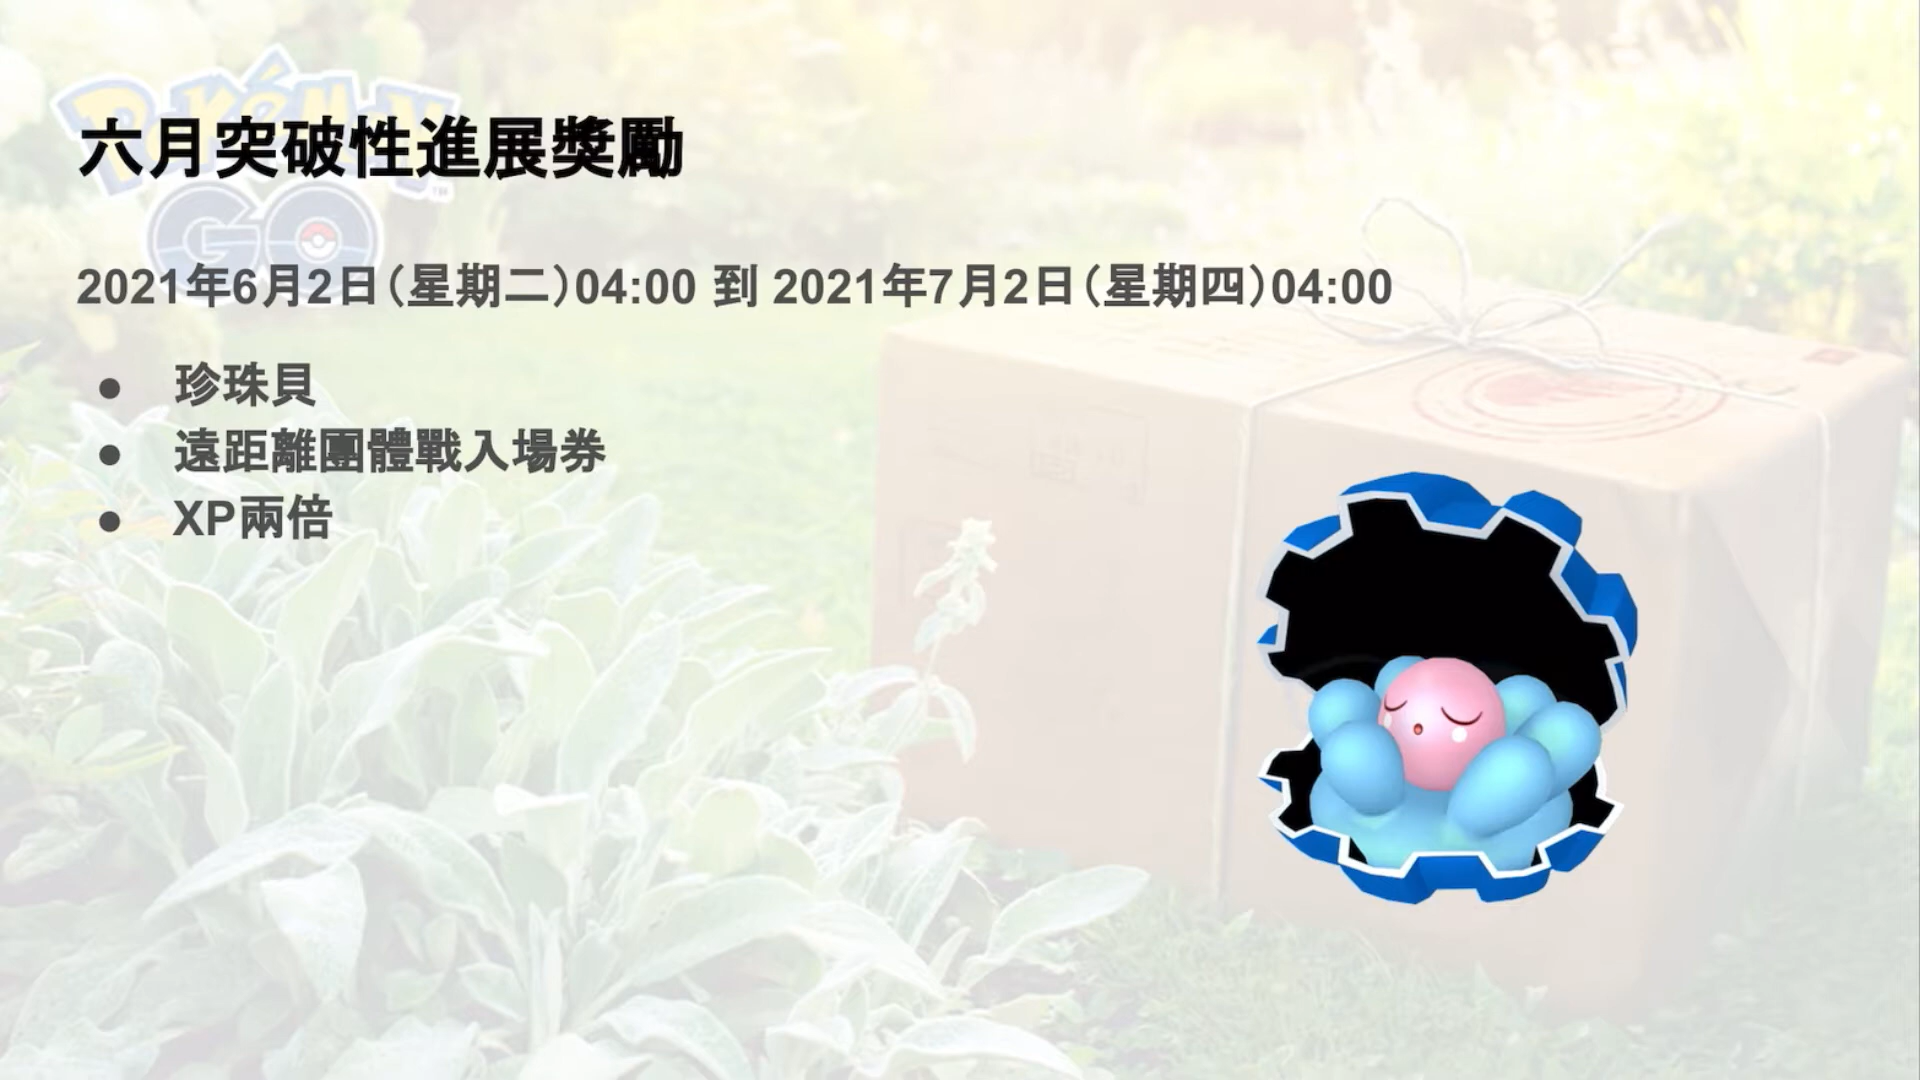 Pokémon GO
六月突破性進展獎勵
2021年6月2日（星期二）04:00 到 2021年7月2日（星期四）04:00
● 珍珠貝
● 遠距離團體戰入場券
● XP兩倍